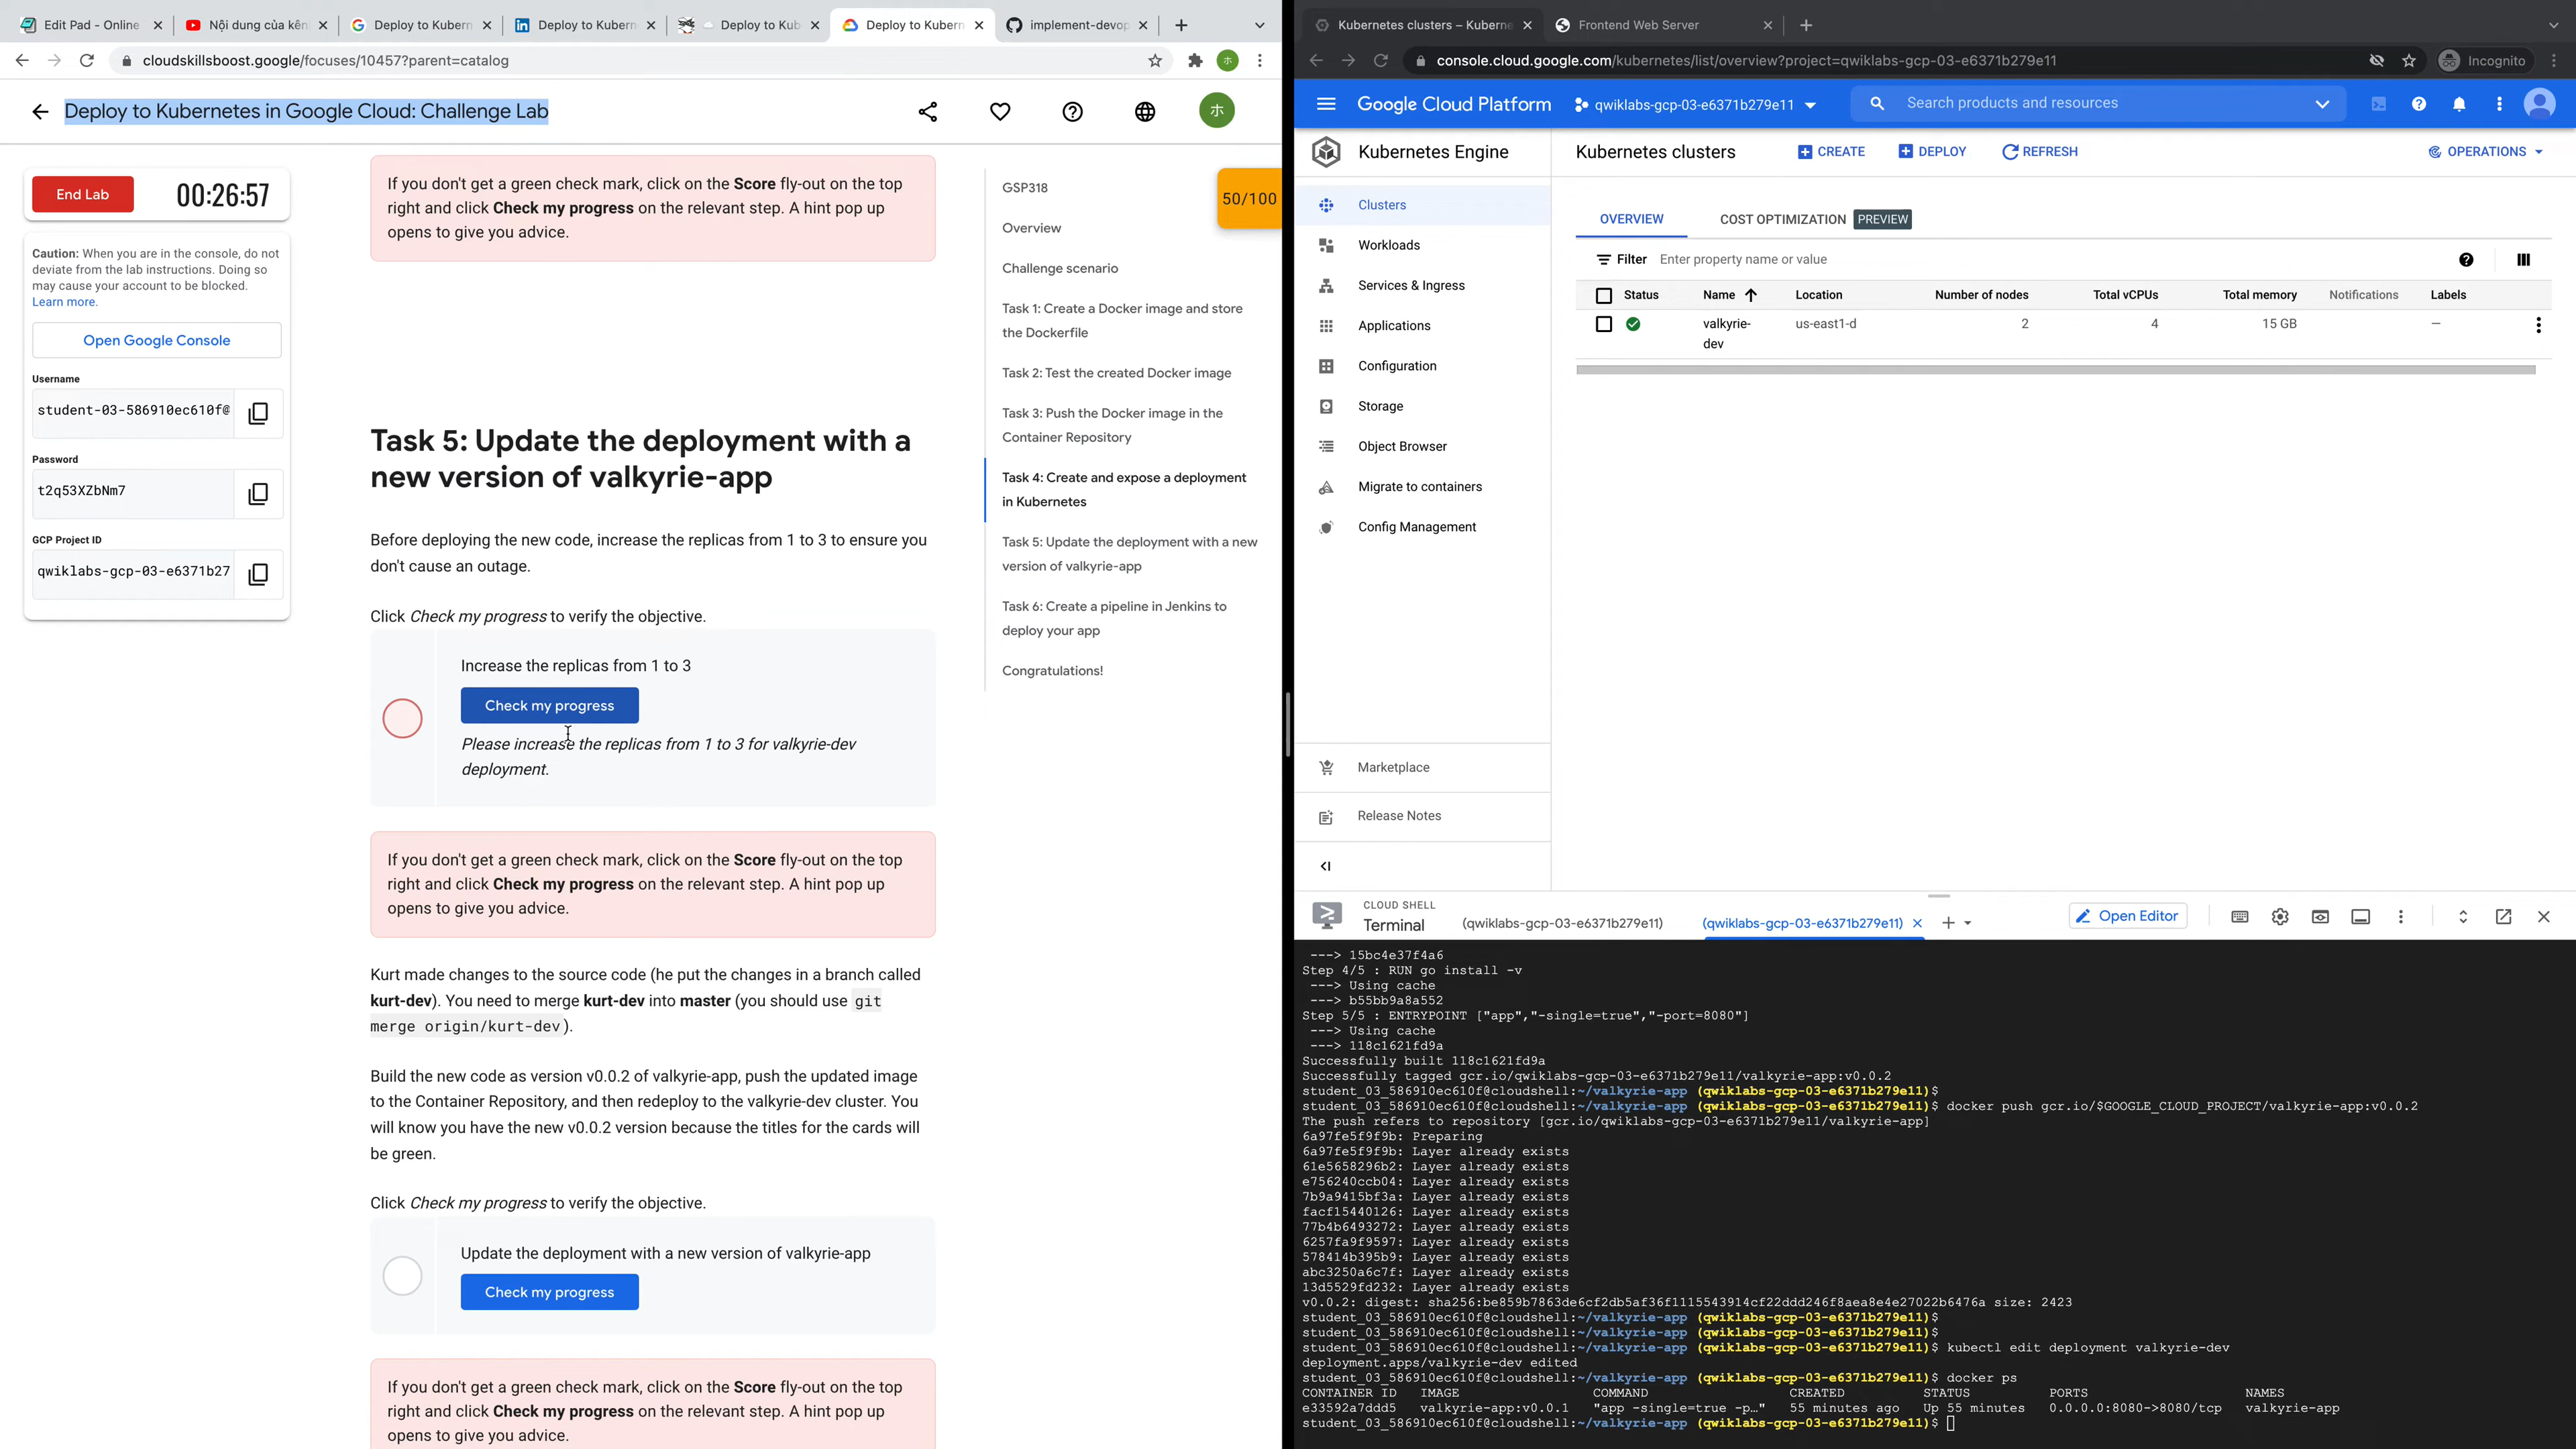 Edit Pad - Online
Nội dung của kên
Deploy to Kubern
Deploy to Kubern
Deploy to Kub
Deploy to Kubern
implement-devop
cloudskillsboost.google/focuses/10457?parent=catalog
Deploy to Kubernetes in Google Cloud: Challenge Lab
ホ
End Lab
00:26:57
Caution: When you are in the console, do not
deviate from the lab instructions. Doing so
may cause your account to be blocked.
Learn more.
Open Google Console
Username
student-03-586910ec610f@
Password
t2q53XZbNm7
GCP Project ID
qwiklabs-gcp-03-e6371b27
If you don't get a green check mark, click on the Score fly-out on the top
right and click Check my progress on the relevant step. A hint pop up
opens to give you advice.
Task 5: Update the deployment with a
new version of valkyrie-app
Before deploying the new code, increase the replicas from 1 to 3 to ensure you
don't cause an outage.
Click Check my progress to verify the objective.
Increase the replicas from 1 to 3
Check my progress
Please increase the replicas from 1 to 3 for valkyrie-dev
deployment.
If you don't get a green check mark, click on the Score fly-out on the top
right and click Check my progress on the relevant step. A hint pop up
opens to give you advice.
Kurt made changes to the source code (he put the changes in a branch called
kurt-dev). You need to merge kurt-dev into master (you should use git
merge origin/kurt-dev ).
Build the new code as version v0.0.2 of valkyrie-app, push the updated image
to the Container Repository, and then redeploy to the valkyrie-dev cluster. You
will know you have the new v0.0.2 version because the titles for the cards will
be green.
Click Check my progress to verify the objective.
Update the deployment with a new version of valkyrie-app
Check my progress
If you don't get a green check mark, click on the Score fly-out on the top
right and click Check my progress on the relevant step. A hint pop up
opens to give you advice.
50/100
GSP318
Overview
Challenge scenario
Task 1: Create a Docker image and store
the Dockerfile
Task 2: Test the created Docker image
Task 3: Push the Docker image in the
Container Repository
Task 4: Create and expose a deployment
in Kubernetes
Task 5: Update the deployment with a new
version of valkyrie-app
Task 6: Create a pipeline in Jenkins to
deploy your app
Congratulations!
Kubernetes clusters – Kuberne
Frontend Web Server
console.cloud.google.com/kubernetes/list/overview?project=qwiklabs-gcp-03-e6371b279e11
Incognito
Google Cloud Platform
qwiklabs-gcp-03-e6371b279e11
Search products and resources
Kubernetes Engine
Kubernetes clusters
CREATE
DEPLOY
REFRESH
OPERATIONS
Clusters
Workloads
Services & Ingress
Applications
Configuration
Storage
Object Browser
Migrate to containers
Config Management
Marketplace
Release Notes
OVERVIEW
COST OPTIMIZATION PREVIEW
Filter Enter property name or value
Status Name Location Number of nodes Total vCPUs Total memory Notifications Labels
valkyrie- us-east1-d 2 4 15 GB –
dev
CLOUD SHELL
Terminal
(qwiklabs-gcp-03-e6371b279e11)
(qwiklabs-gcp-03-e6371b279e11)
Open Editor
---> 15bc4e37f4a6
Step 4/5 : RUN go install -v
---> Using cache
---> b55bb9a8a552
Step 5/5 : ENTRYPOINT ["app","-single=true","-port=8080"]
---> Using cache
---> 118c1621fd9a
Successfully built 118c1621fd9a
Successfully tagged gcr.io/qwiklabs-gcp-03-e6371b279e11/valkyrie-app:v0.0.2
student_03_586910ec610f@cloudshell:~/valkyrie-app (qwiklabs-gcp-03-e6371b279e11)$
student_03_586910ec610f@cloudshell:~/valkyrie-app (qwiklabs-gcp-03-e6371b279e11)$ docker push gcr.io/$GOOGLE_CLOUD_PROJECT/valkyrie-app:v0.0.2
The push refers to repository [gcr.io/qwiklabs-gcp-03-e6371b279e11/valkyrie-app]
6a97fe5f9f9b: Preparing
6a97fe5f9f9b: Layer already exists
61e5658296b2: Layer already exists
e756240ccb04: Layer already exists
7b9a9415bf3a: Layer already exists
facf15440126: Layer already exists
77b4b6493272: Layer already exists
6257fa9f9597: Layer already exists
578414b395b9: Layer already exists
abc3250a6c7f: Layer already exists
13d5529fd232: Layer already exists
v0.0.2: digest: sha256:be859b7863de6cf2db5af36f1115543914cf22ddd246f8aea8e4e27022b6476a size: 2423
student_03_586910ec610f@cloudshell:~/valkyrie-app (qwiklabs-gcp-03-e6371b279e11)$
student_03_586910ec610f@cloudshell:~/valkyrie-app (qwiklabs-gcp-03-e6371b279e11)$
student_03_586910ec610f@cloudshell:~/valkyrie-app (qwiklabs-gcp-03-e6371b279e11)$ kubectl edit deployment valkyrie-dev
deployment.apps/valkyrie-dev edited
student_03_586910ec610f@cloudshell:~/valkyrie-app (qwiklabs-gcp-03-e6371b279e11)$ docker ps
CONTAINER ID IMAGE COMMAND CREATED STATUS PORTS NAMES
e33592a7ddd5 valkyrie-app:v0.0.1 "app -single=true -p…" 55 minutes ago Up 55 minutes 0.0.0.0:8080->8080/tcp valkyrie-app
student_03_586910ec610f@cloudshell:~/valkyrie-app (qwiklabs-gcp-03-e6371b279e11)$